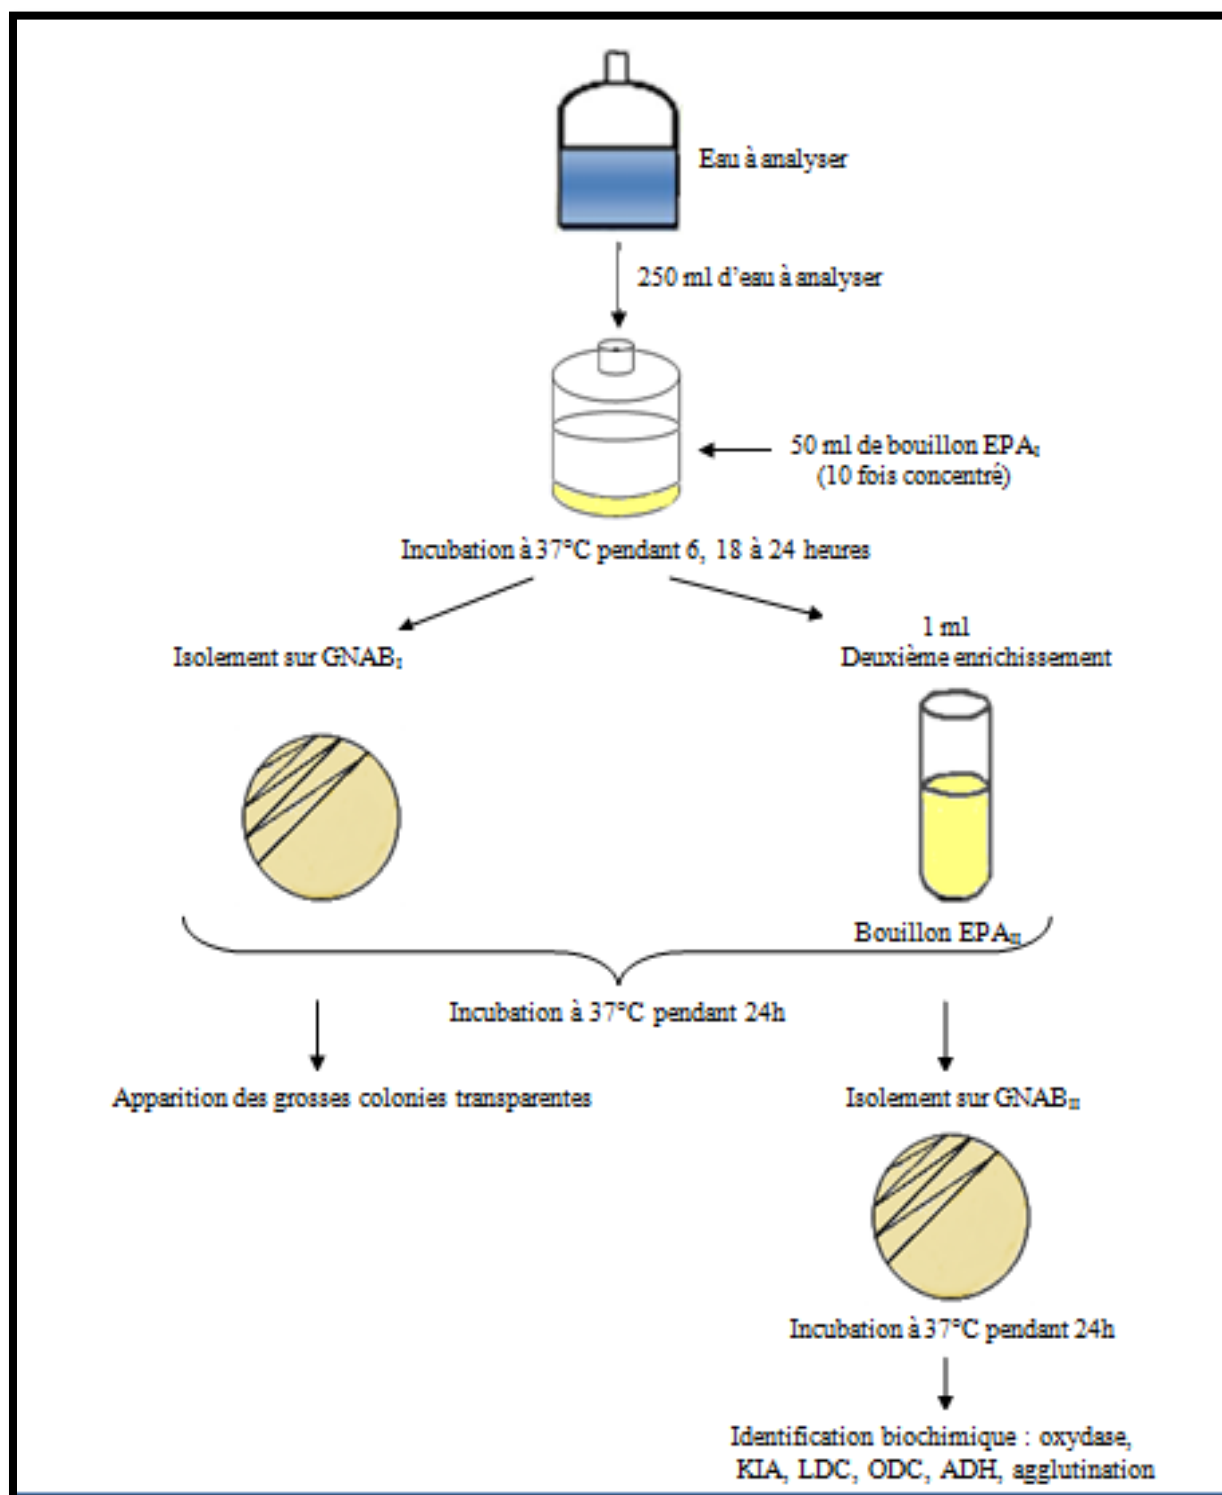 Eau à analyser
250 ml d'eau à analyser
50 ml de bouillon EPAI
(10 fois concentré)
Incubation à 37°C pendant 6, 18 à 24 heures
Isolement sur GNABI
1 ml
Deuxième enrichissement
Bouillon EPAII
Incubation à 37°C pendant 24h
Apparition des grosses colonies transparentes
Isolement sur GNABII
Incubation à 37°C pendant 24h
Identification biochimique : oxydase,
KIA, LDC, ODC, ADH, agglutination